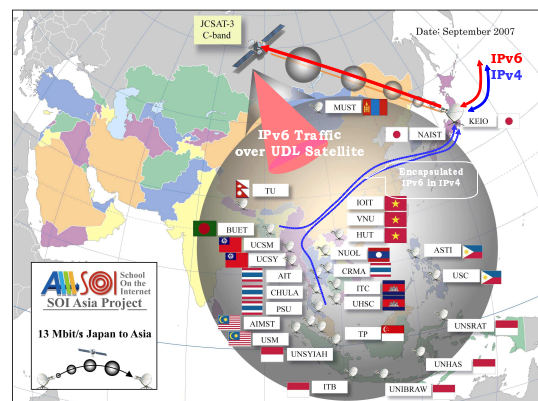 JCSAT-3
C-band
Date: September 2007
IPv6
IPv4
MUST
KEIO
NAIST
IPv6 Traffic
over UDL Satellite
Encapsulated
IPv6 in IPv4
TU
IOIT
VNU
HUT
BUET
UCSM
UCSY
NUOL
ASTI
AIT
CRMA
USC
CHULA
ITC
PSU
UHSC
AIMST
USM
TP
UNSRAT
UNSYIAH
UNHAS
ITB
UNIBRAW
AI3
SOI
School
On the
Internet
SOI Asia Project
13 Mbit/s Japan to Asia